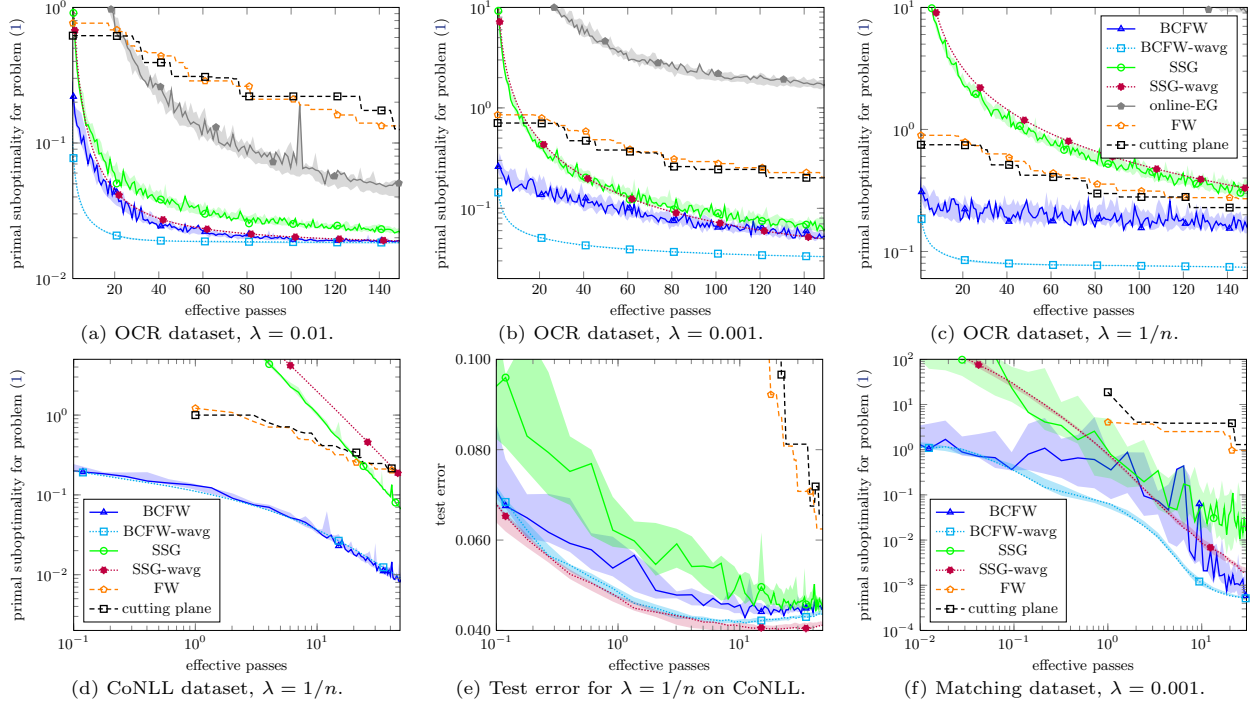 primal suboptimality for problem (1)
10^0
10^{-1}
10^{-2}
20 40 60 80 100 120 140
effective passes
(a) OCR dataset, λ = 0.01.
primal suboptimality for problem (1)
10^1
10^0
10^{-1}
20 40 60 80 100 120 140
effective passes
(b) OCR dataset, λ = 0.001.
primal suboptimality for problem (1)
10^1
10^0
10^{-1}
20 40 60 80 100 120 140
effective passes
BCFW
BCFW-wavg
SSG
SSG-wavg
online-EG
FW
cutting plane
(c) OCR dataset, λ = 1/n.
primal suboptimality for problem (1)
10^0
10^{-1}
10^{-2}
10^{-1} 10^0 10^1
effective passes
BCFW
BCFW-wavg
SSG
SSG-wavg
FW
cutting plane
(d) CoNLL dataset, λ = 1/n.
test error
0.100
0.080
0.060
0.040
10^{-1} 10^0 10^1
effective passes
(e) Test error for λ = 1/n on CoNLL.
primal suboptimality for problem (1)
10^2
10^1
10^0
10^{-1}
10^{-2}
10^{-3}
10^{-4}
10^{-2} 10^{-1} 10^0 10^1
effective passes
BCFW
BCFW-wavg
SSG
SSG-wavg
FW
cutting plane
(f) Matching dataset, λ = 0.001.